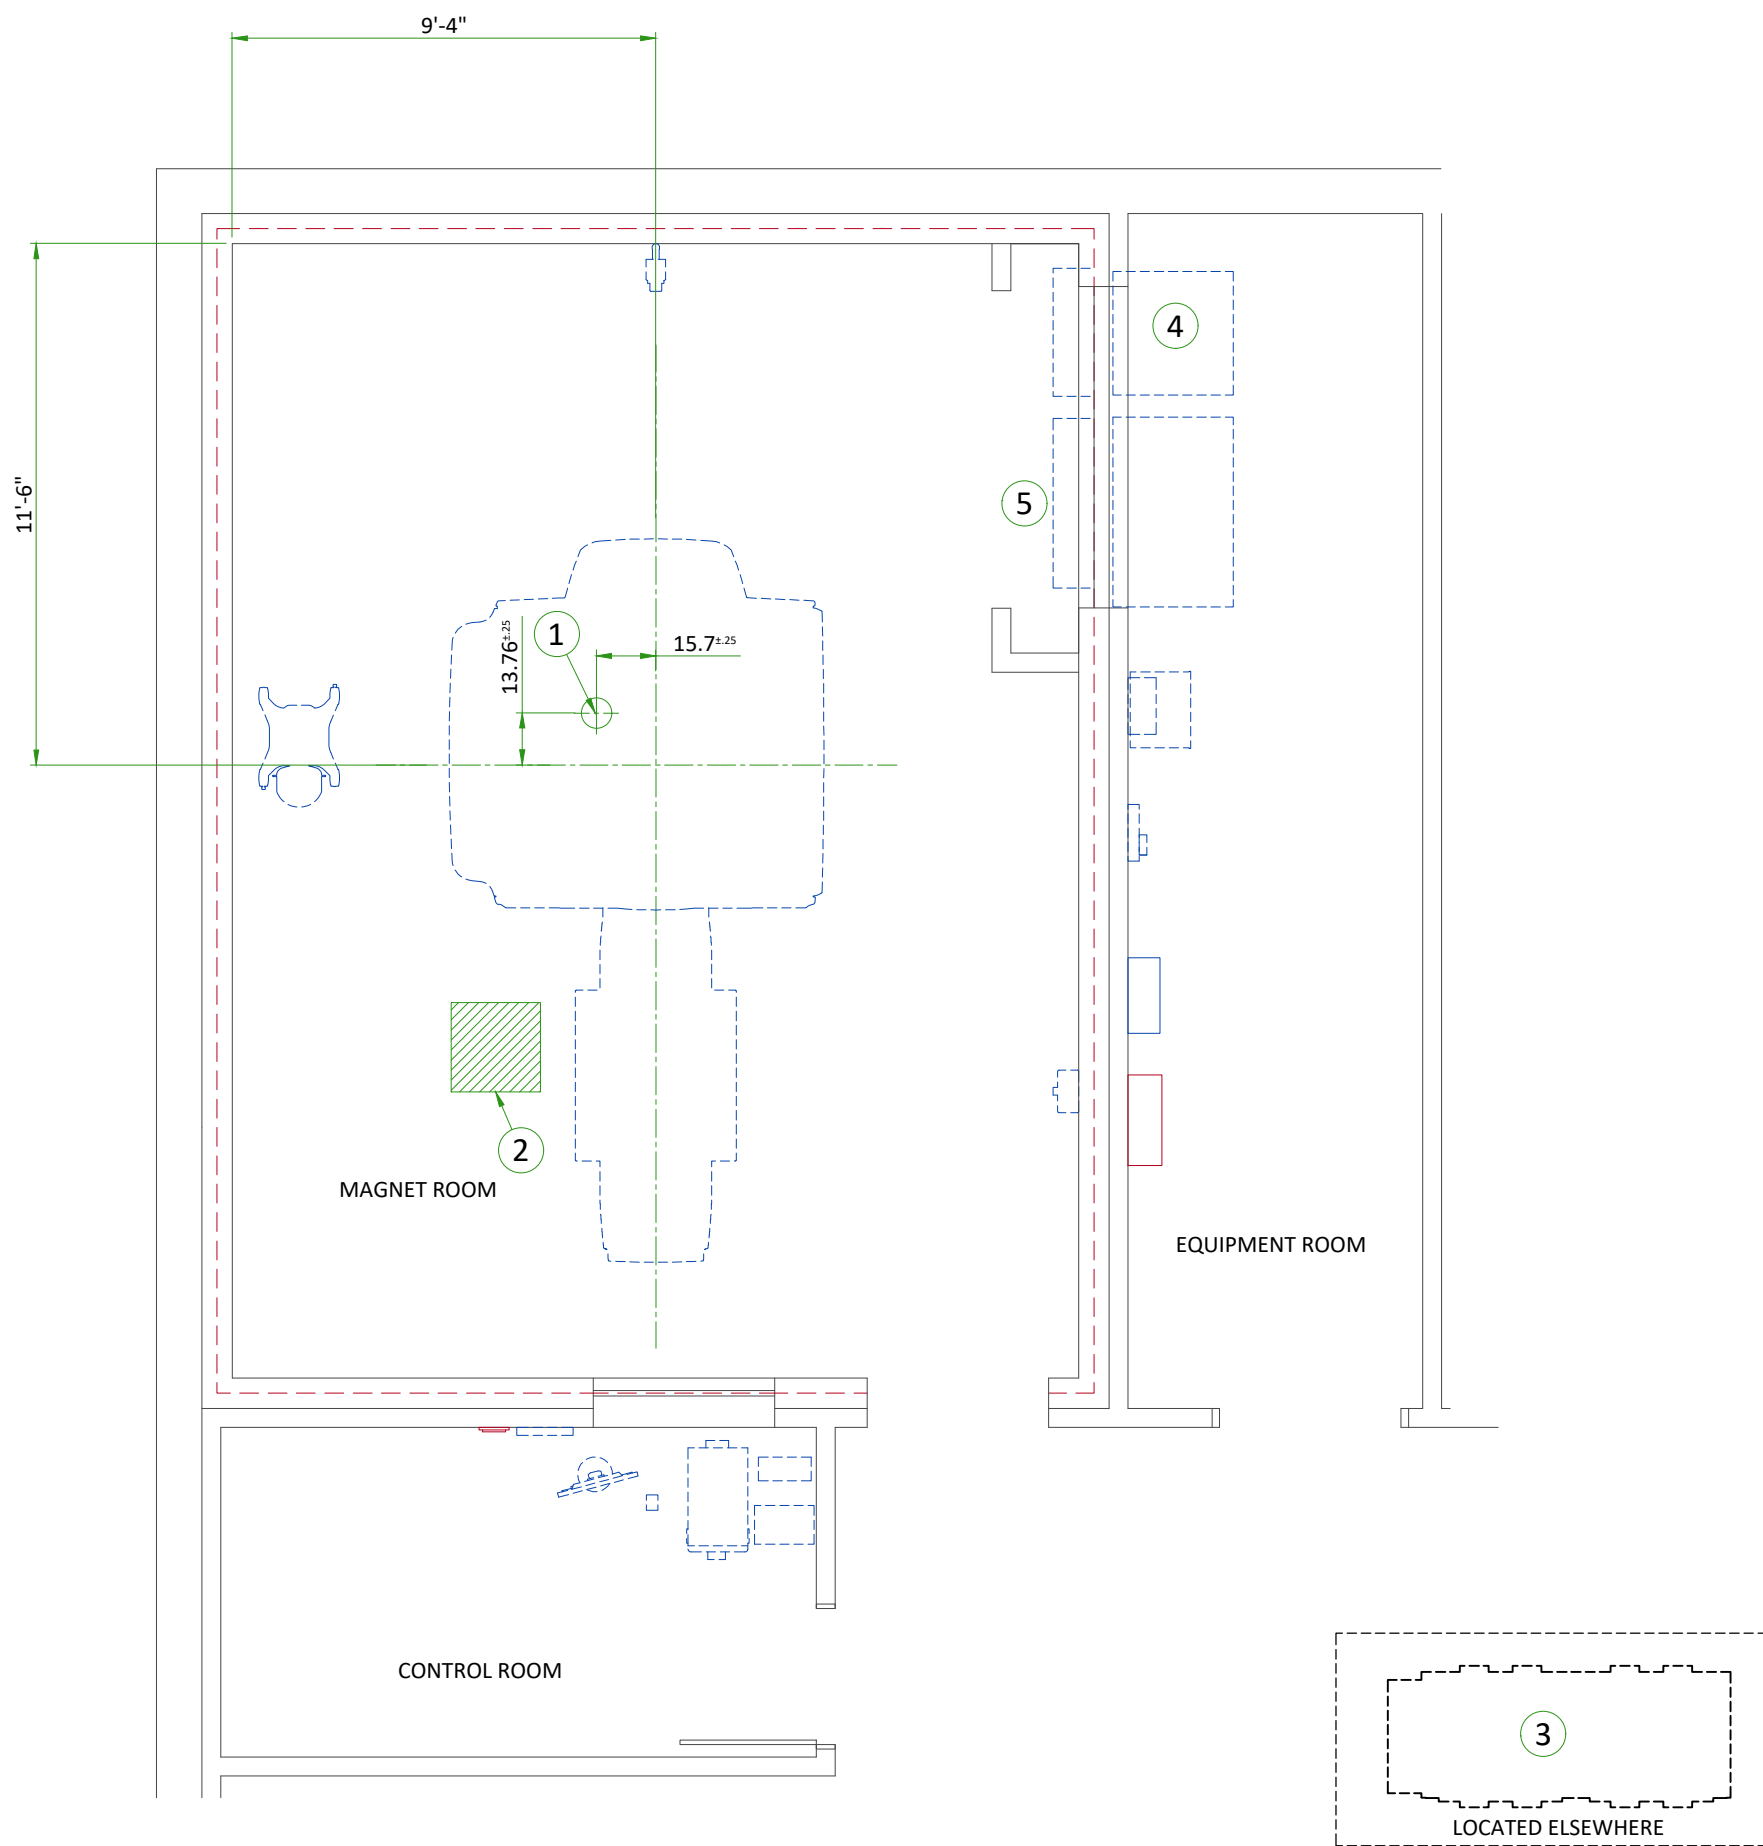 9'-4"
11'-6"
4
5
1
13.76±.25
15.7±.25
2
MAGNET ROOM
EQUIPMENT ROOM
CONTROL ROOM
3
LOCATED ELSEWHERE